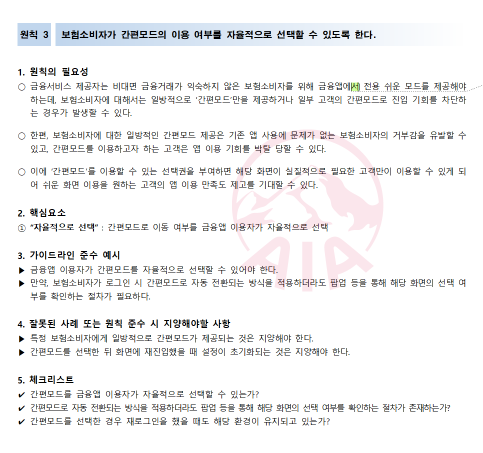 원칙 3 보험소비자가 간편모드의 이용 여부를 자율적으로 선택할 수 있도록 한다.
1. 원칙의 필요성
○ 금융서비스 제공자는 비대면 금융거래가 익숙하지 않은 보험소비자를 위해 금융앱에서 전용 쉬운 모드를 제공해야
하는데, 보험소비자에 대해서는 일방적으로 '간편모드'만을 제공하거나 일부 고객의 간편모드로 진입 기회를 차단하
는 경우가 발생할 수 있다.
○ 한편, 보험소비자에 대한 일방적인 간편모드 제공은 기존 앱 사용에 문제가 없는 보험소비자의 거부감을 유발할 수
있고, 간편모드를 이용하고자 하는 고객은 앱 이용 기회를 박탈 당할 수 있다.
○ 이에 '간편모드'를 이용할 수 있는 선택권을 부여하면 해당 화면이 실질적으로 필요한 고객만이 이용할 수 있게 되
어 쉬운 화면 이용을 원하는 고객의 앱 이용 만족도 제고를 기대할 수 있다.
2. 핵심요소
① "자율적으로 선택" : 간편모드로 이동 여부를 금융앱 이용자가 자율적으로 선택
3. 가이드라인 준수 예시
▶ 금융앱 이용자가 간편모드를 자율적으로 선택할 수 있어야 한다.
▶ 만약, 보험소비자가 로그인 시 간편모드로 자동 전환되는 방식을 적용하더라도 팝업 등을 통해 해당 화면의 선택 여
부를 확인하는 절차가 필요하다.
4. 잘못된 사례 또는 원칙 준수 시 지양해야할 사항
▶ 특정 보험소비자에게 일방적으로 간편모드가 제공되는 것은 지양해야 한다.
▶ 간편모드를 선택한 뒤 화면에 재진입했을 때 설정이 초기화되는 것은 지양해야 한다.
5. 체크리스트
✔ 간편모드를 금융앱 이용자가 자율적으로 선택할 수 있는가?
✔ 간편모드로 자동 전환되는 방식을 적용하더라도 팝업 등을 통해 해당 화면의 선택 여부를 확인하는 절차가 존재하는가?
✔ 간편모드를 선택한 경우 재로그인을 했을 때도 해당 환경이 유지되고 있는가?
AIA